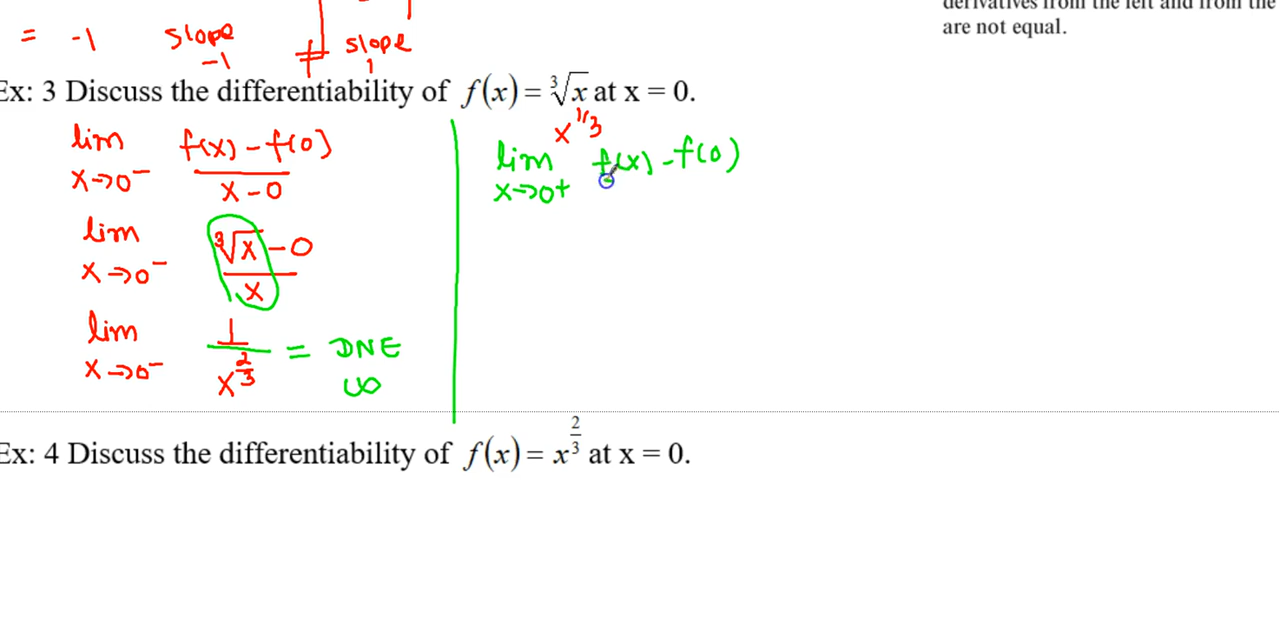 derivatives from the left and from the
are not equal.
= -1 slope ≠ slope
-1 1
Ex: 3 Discuss the differentiability of f(x) = ∛x at x = 0.
x^{1/3}
lim x→0⁻ (f(x) - f(0))/(x - 0)
lim x→0⁺ f(x) - f(0)
lim x→0⁻ (∛x - 0)/x
lim x→0⁻ 1/x^{2/3} = DNE
∞
Ex: 4 Discuss the differentiability of f(x) = x^{2/3} at x = 0.